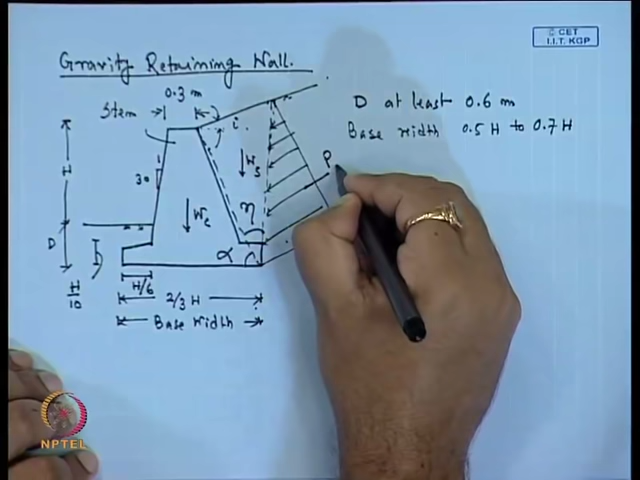 © CET
I.I.T. KGP
Gravity Retaining Wall.
0.3 m
Stem
D at least 0.6 m
Base width 0.5 H to 0.7 H
i
H
30
Ws
P
Wc
η
D
α
H/10
H/6
2/3 H
Base width
NPTEL